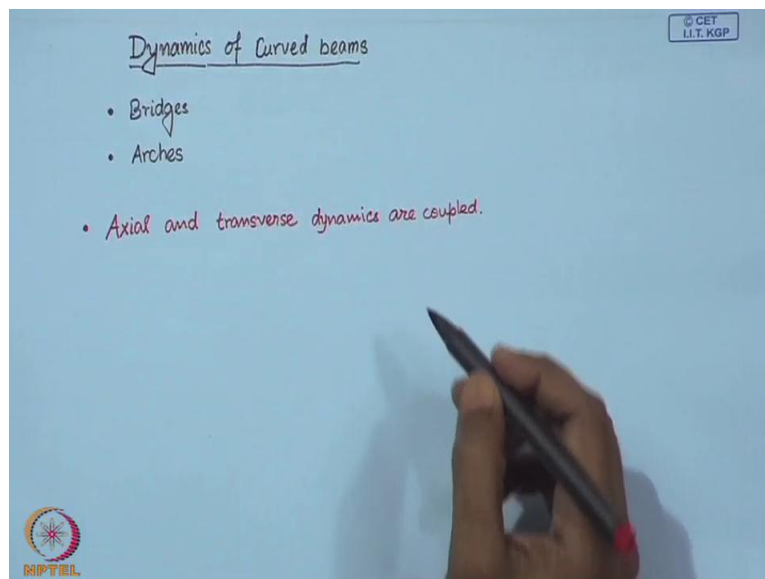 © CET
I.I.T. KGP
Dynamics of Curved beams
• Bridges
• Arches
• Axial and transverse dynamics are coupled.
NPTEL